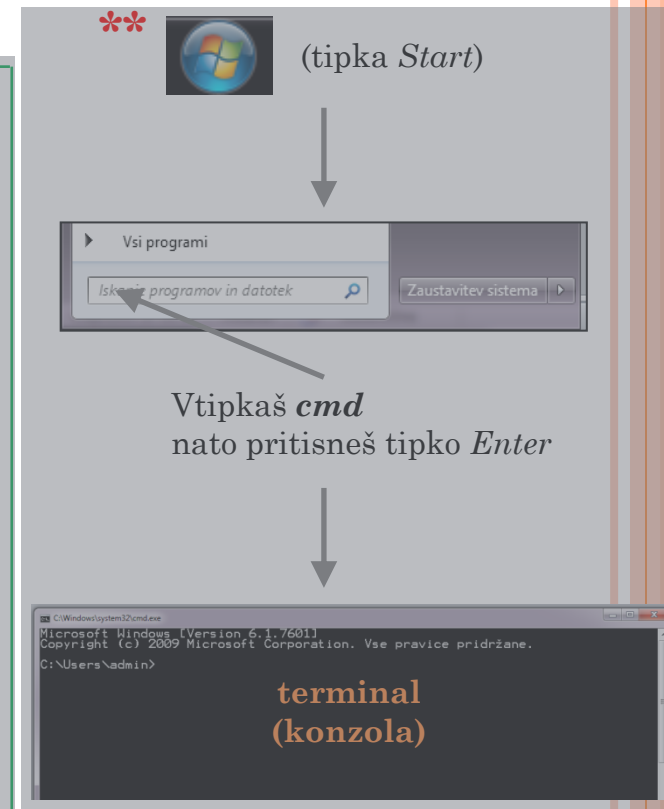 **
(tipka Start)
Vsi programi
Iskanje programov in datotek
Zaustavitev sistema
Vtipkaš cmd
nato pritisneš tipko Enter
C:\Windows\system32\cmd.exe
Microsoft Windows [Version 6.1.7601]
Copyright (c) 2009 Microsoft Corporation. Vse pravice pridržane.
C:\Users\admin>
terminal
(konzola)